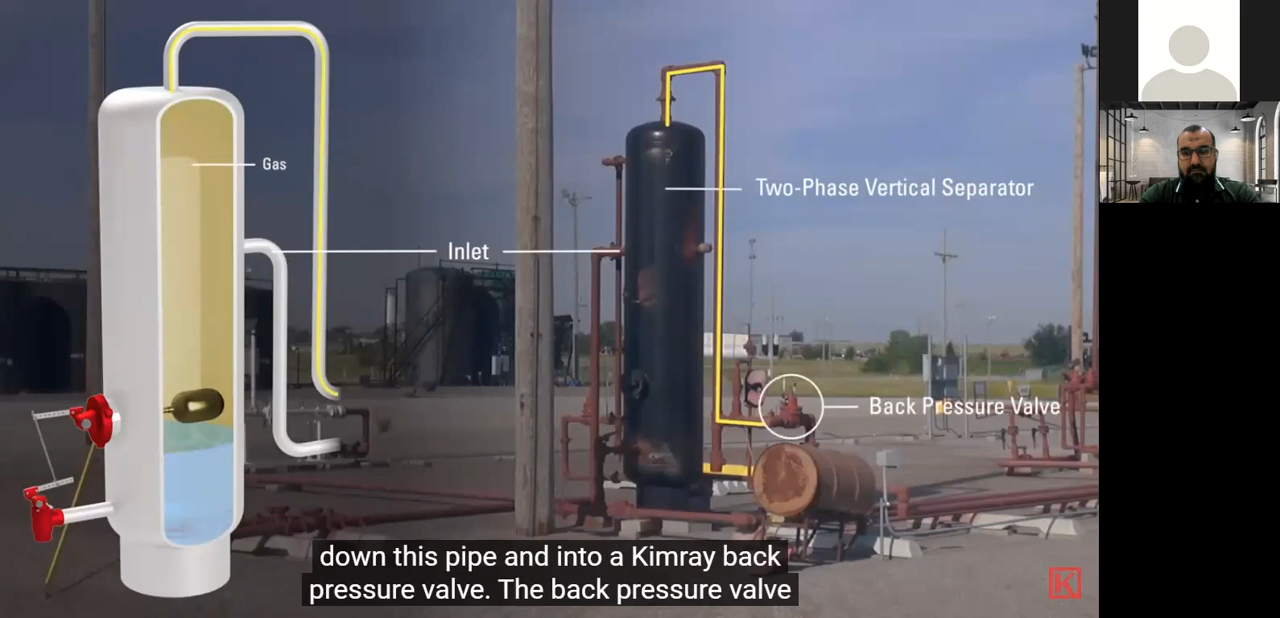 Gas
Two-Phase Vertical Separator
Inlet
Back Pressure Valve
down this pipe and into a Kimray back
pressure valve. The back pressure valve
K